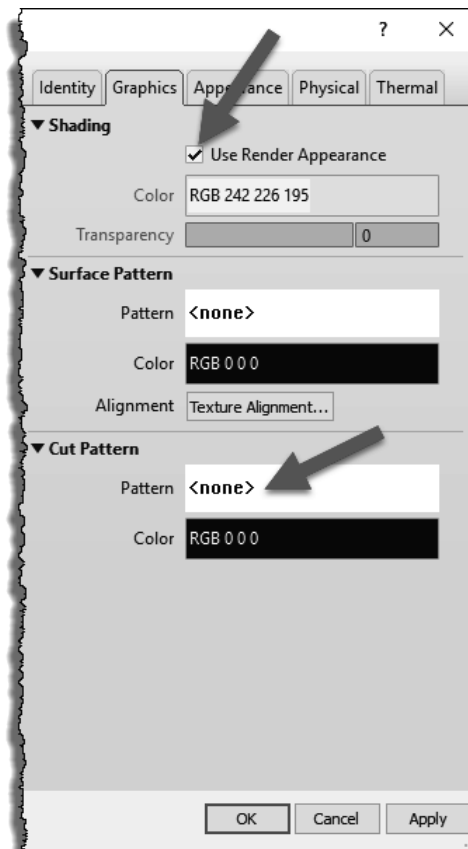 ?
Identity Graphics Appearance Physical Thermal
Shading
Use Render Appearance
Color RGB 242 226 195
Transparency 0
Surface Pattern
Pattern <none>
Color RGB 0 0 0
Alignment Texture Alignment...
Cut Pattern
Pattern <none>
Color RGB 0 0 0
OK Cancel Apply